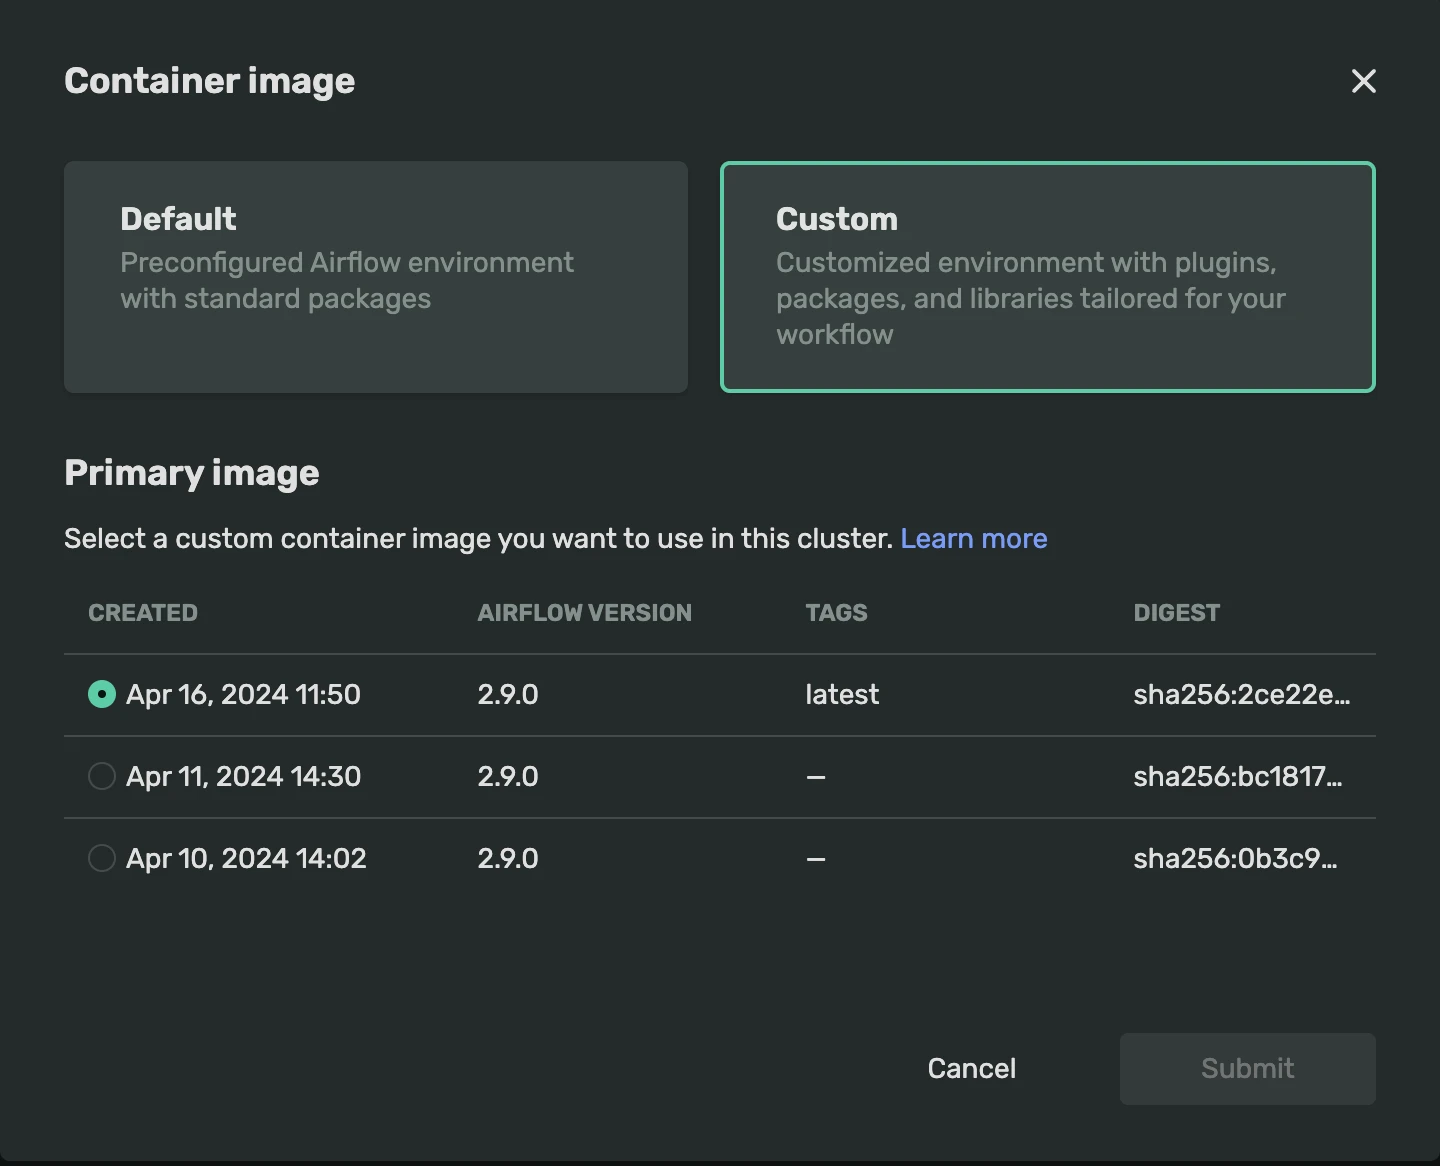 Container image
Default
Preconfigured Airflow environment
with standard packages
Custom
Customized environment with plugins,
packages, and libraries tailored for your
workflow
Primary image
Select a custom container image you want to use in this cluster. Learn more
CREATED AIRFLOW VERSION TAGS DIGEST
Apr 16, 2024 11:50 2.9.0 latest sha256:2ce22e...
Apr 11, 2024 14:30 2.9.0 – sha256:bc1817...
Apr 10, 2024 14:02 2.9.0 – sha256:0b3c9...
Cancel Submit